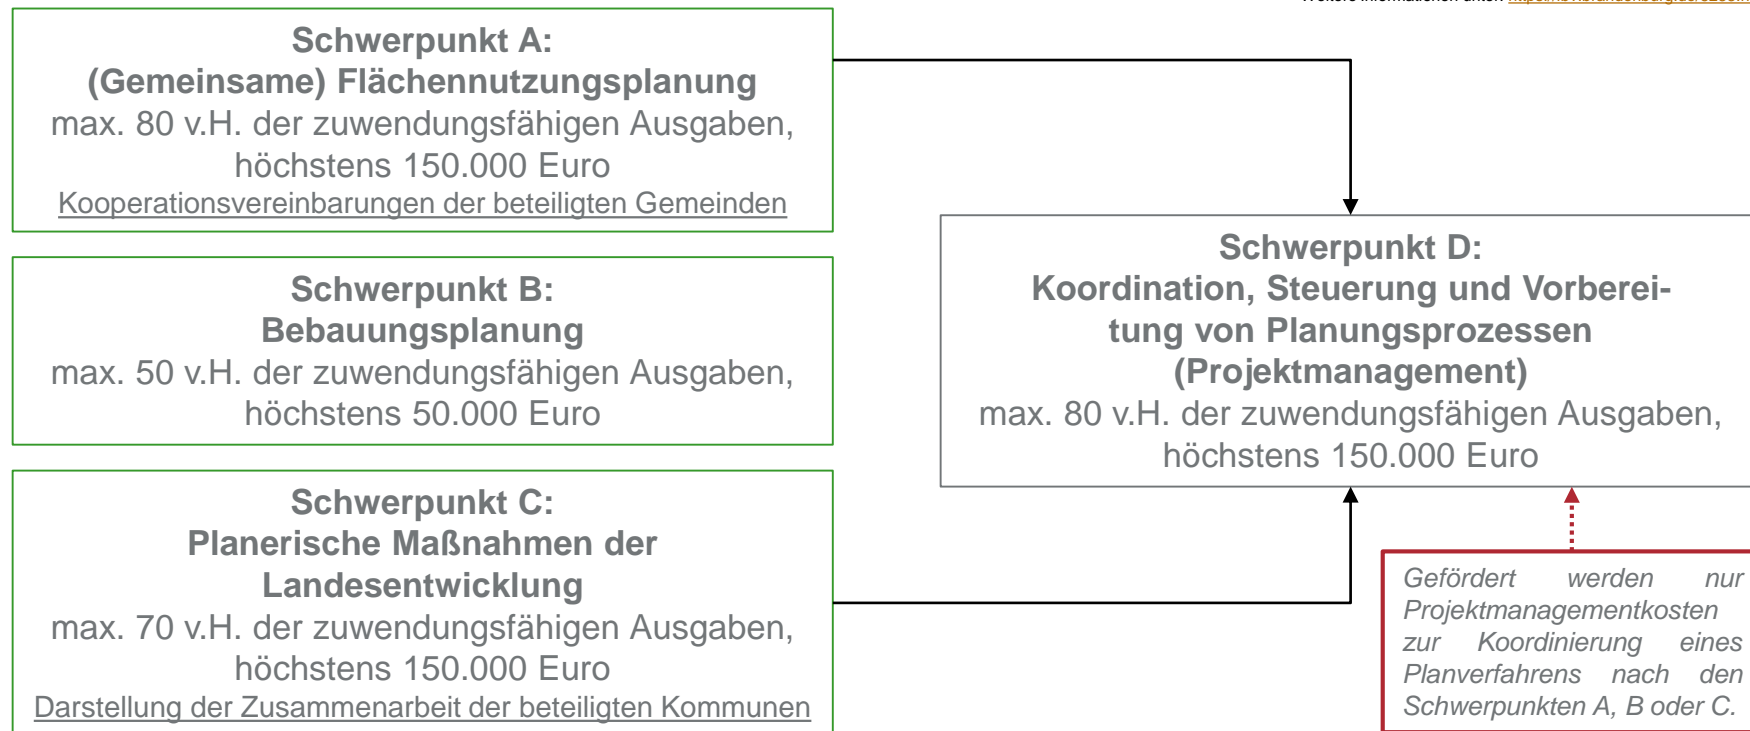 Weitere Informationen unter:
Schwerpunkt A:
(Gemeinsame) Flächennutzungsplanung
max. 80 v.H. der zuwendungsfähigen Ausgaben,
höchstens 150.000 Euro
Kooperationsvereinbarungen der beteiligten Gemeinden
Schwerpunkt B:
Bebauungsplanung
max. 50 v.H. der zuwendungsfähigen Ausgaben,
höchstens 50.000 Euro
Schwerpunkt C:
Planerische Maßnahmen der
Landesentwicklung
max. 70 v.H. der zuwendungsfähigen Ausgaben,
höchstens 150.000 Euro
Darstellung der Zusammenarbeit der beteiligten Kommunen
Schwerpunkt D:
Koordination, Steuerung und Vorberei-
tung von Planungsprozessen
(Projektmanagement)
max. 80 v.H. der zuwendungsfähigen Ausgaben,
höchstens 150.000 Euro
Gefördert werden nur
Projektmanagementkosten
zur Koordinierung eines
Planverfahrens nach den
Schwerpunkten A, B oder C.